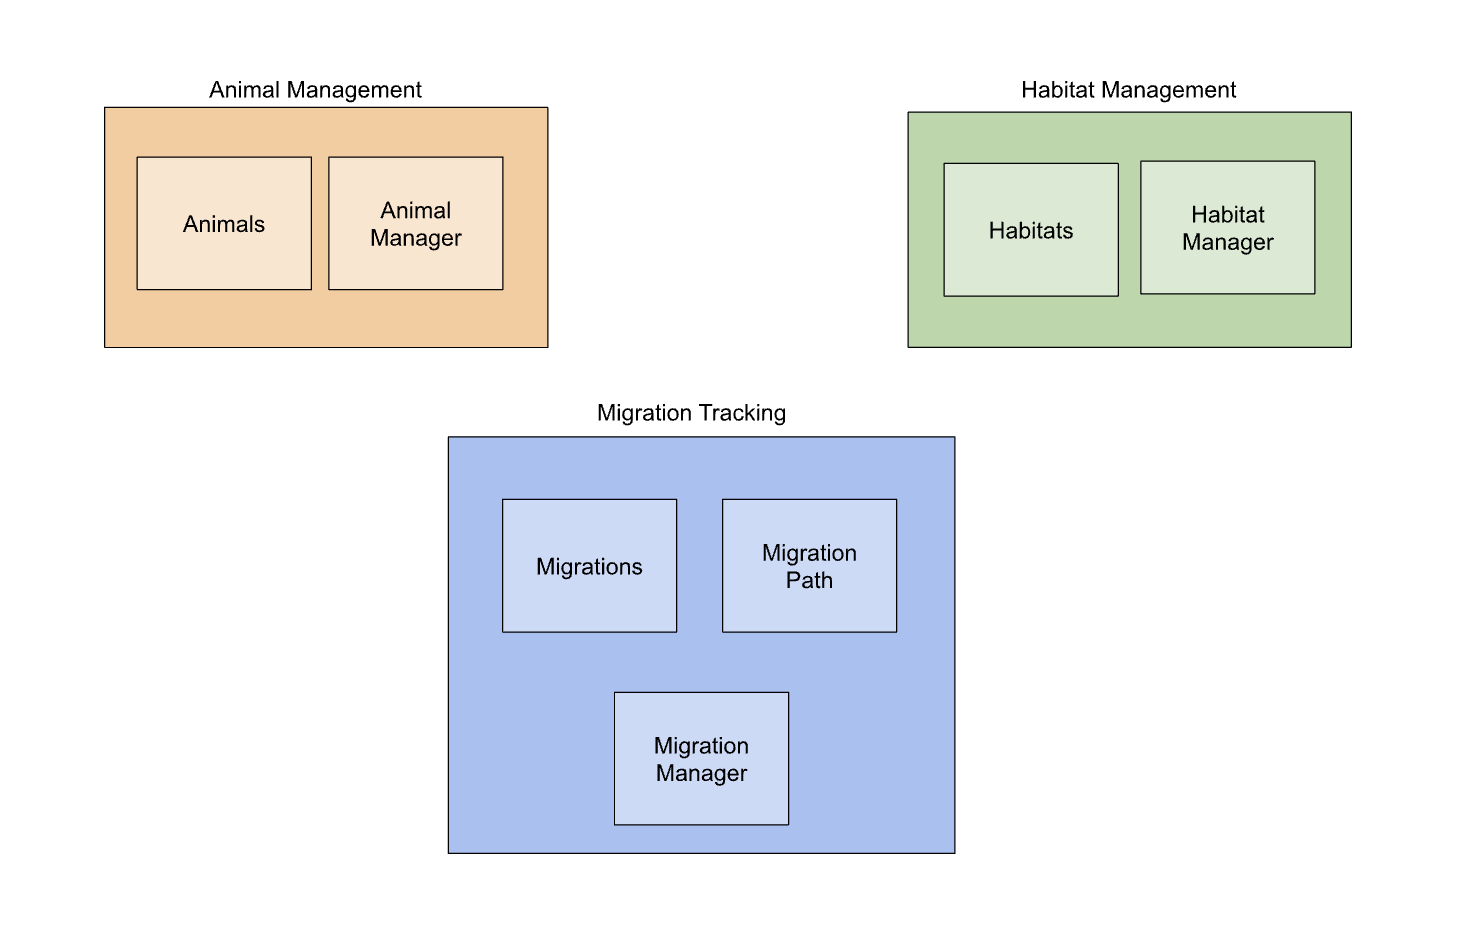 Animal Management
Habitat Management
Animals
Animal
Manager
Habitats
Habitat
Manager
Migration Tracking
Migrations
Migration
Path
Migration
Manager